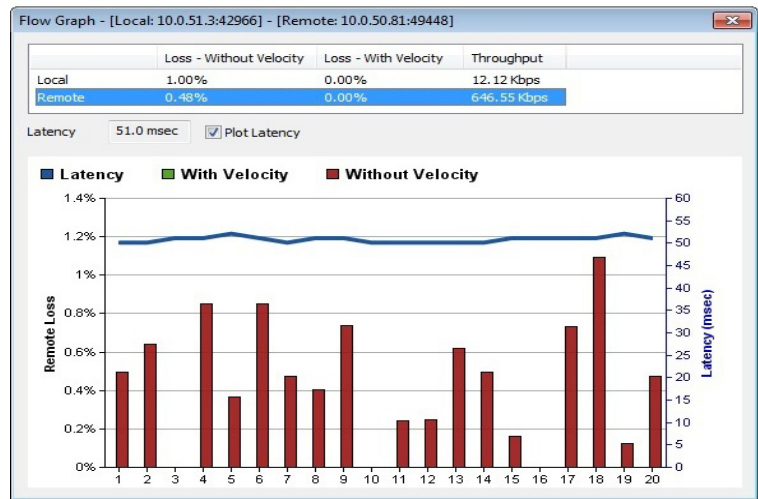 Flow Graph - [Local: 10.0.51.3:42966] - [Remote: 10.0.50.81:49448]
Loss - Without Velocity Loss - With Velocity Throughput
Local 1.00% 0.00% 12.12 Kbps
Remote 0.48% 0.00% 646.55 Kbps
Latency 51.0 msec Plot Latency
Latency With Velocity Without Velocity
1.4%
1.2%
1%
0.8%
0.6%
0.4%
0.2%
0%
Remote Loss
60
55
50
45
40
35
30
25
20
15
10
5
0
Latency (msec)
1 2 3 4 5 6 7 8 9 10 11 12 13 14 15 16 17 18 19 20